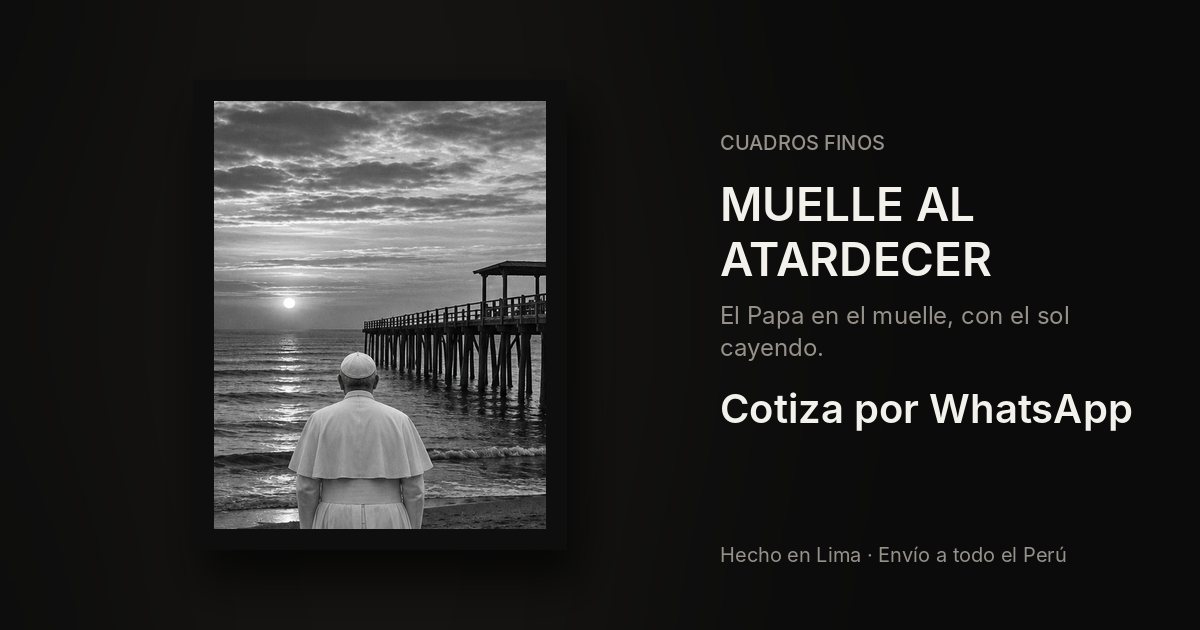 CUADROS FINOS
MUELLE AL
ATARDECER
El Papa en el muelle, con el sol
cayendo.
Cotiza por WhatsApp
Hecho en Lima · Envío a todo el Perú